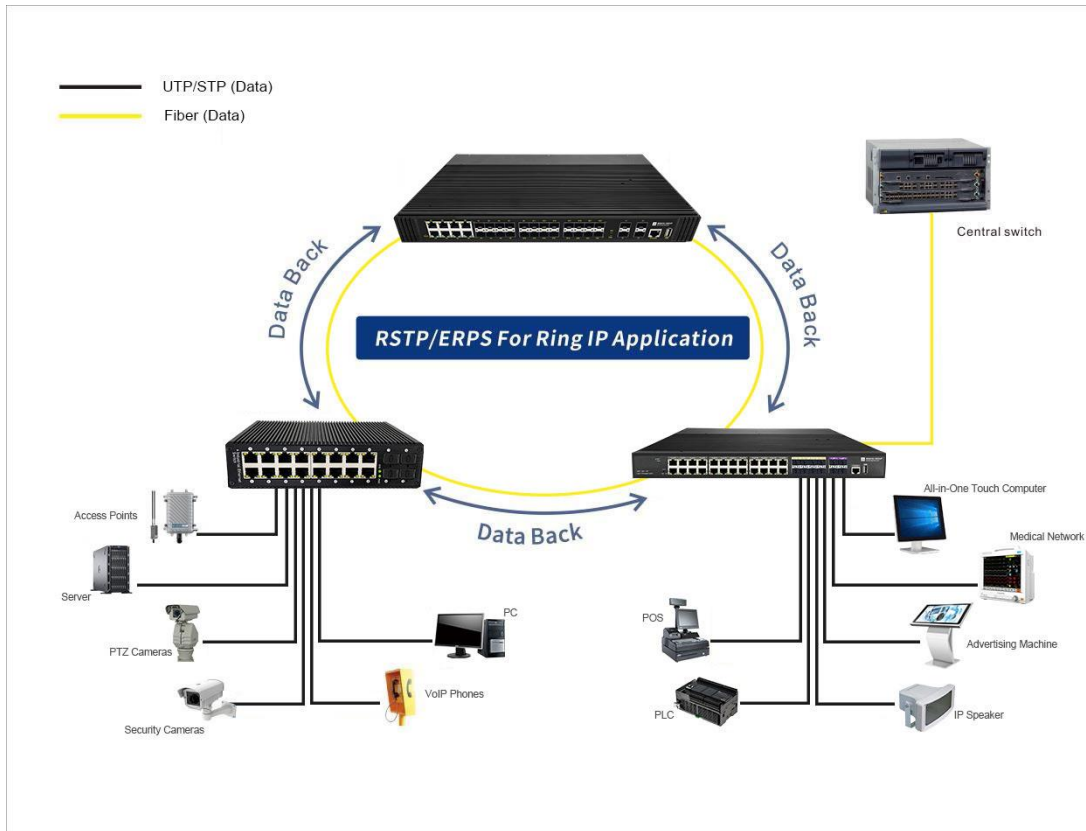 UTP/STP (Data)
Fiber (Data)
Central switch
Data Back
Data Back
RSTP/ERPS For Ring IP Application
Data Back
Access Points
Server
PTZ Cameras
Security Cameras
PC
VoIP Phones
All-in-One Touch Computer
Medical Network
POS
Advertising Machine
PLC
IP Speaker